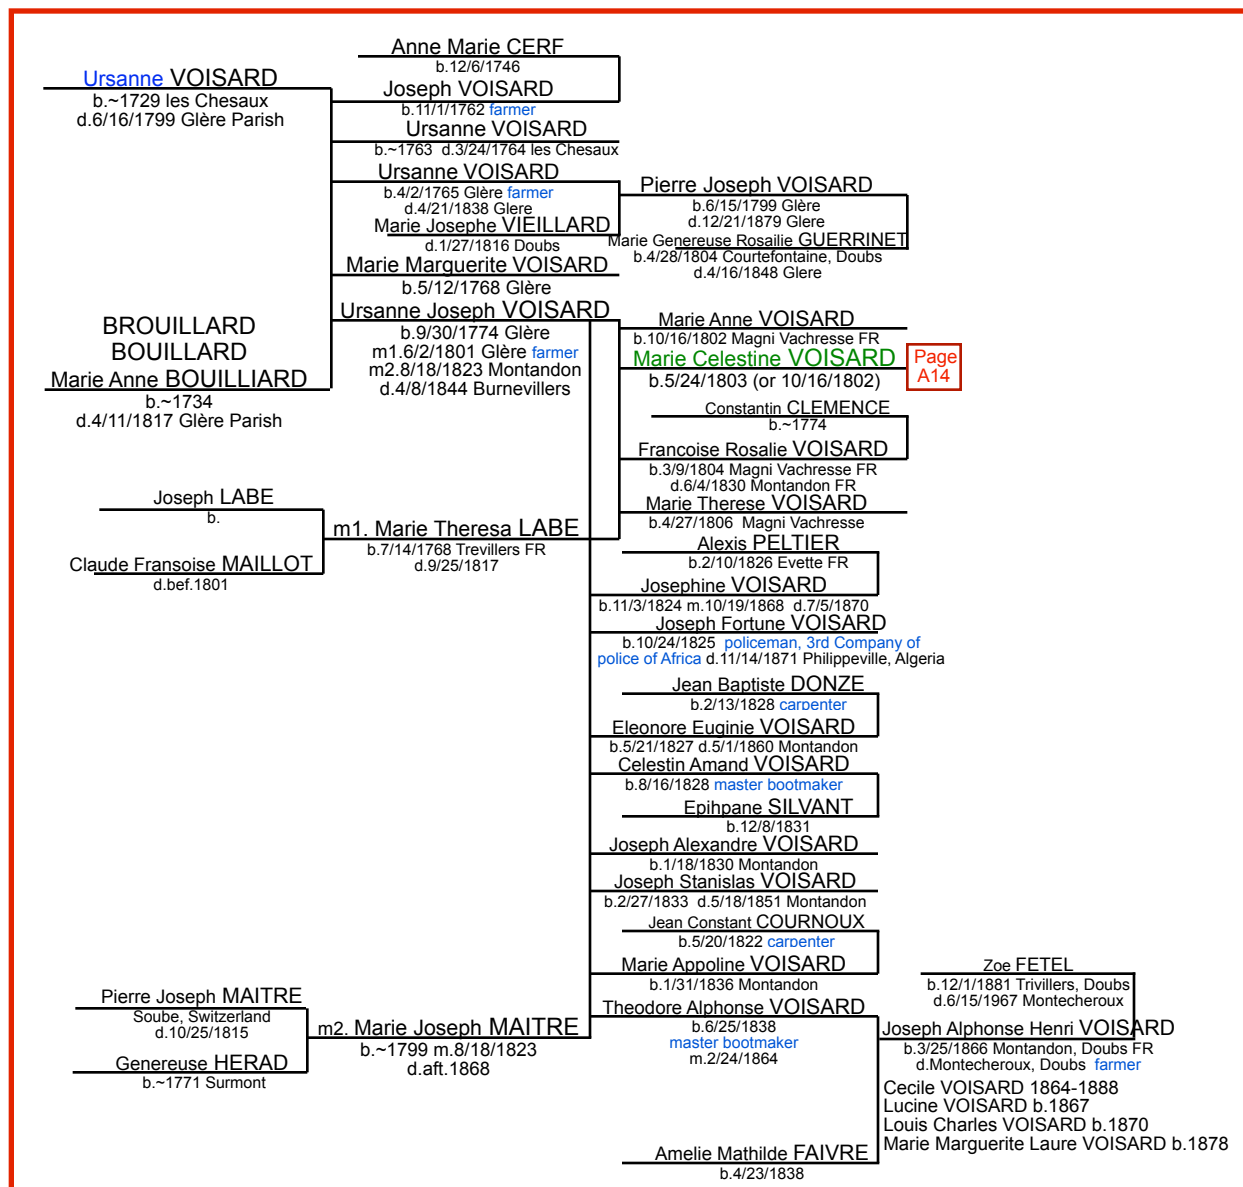 Anne Marie CERF
b.12/6/1746
Ursanne VOISARD
b.~1729 les Chesaux
d.6/16/1799 Glère Parish
Joseph VOISARD
b.11/1/1762 farmer
Ursanne VOISARD
b.~1763 d.3/24/1764 les Chesaux
Ursanne VOISARD
b.4/2/1765 Glère farmer
d.4/21/1838 Glere
Marie Josephe VIEILLARD
d.1/27/1816 Doubs
Pierre Joseph VOISARD
b.6/15/1799 Glère
d.12/21/1879 Glere
Marie Genereuse Rosailie GUERRINET
b.4/28/1804 Courtefontaine, Doubs
d.4/16/1848 Glere
Marie Marguerite VOISARD
b.5/12/1768 Glère
Ursanne Joseph VOISARD
b.9/30/1774 Glère
m1.6/2/1801 Glère farmer
m2.8/18/1823 Montandon
d.4/8/1844 Burnevillers
BROUILLARD
BOUILLARD
Marie Anne BOUILLIARD
b.~1734
d.4/11/1817 Glère Parish
Marie Anne VOISARD
b.10/16/1802 Magni Vachresse FR
Marie Celestine VOISARD
b.5/24/1803 (or 10/16/1802)
Page
A14
Constantin CLEMENCE
b.~1774
Francoise Rosalie VOISARD
b.3/9/1804 Magni Vachresse FR
d.6/4/1830 Montandon FR
Marie Therese VOISARD
b.4/27/1806 Magni Vachresse
Joseph LABE
b.
m1. Marie Theresa LABE
b.7/14/1768 Trevillers FR
d.9/25/1817
Claude Fransoise MAILLOT
d.bef.1801
Alexis PELTIER
b.2/10/1826 Evette FR
Josephine VOISARD
b.11/3/1824 m.10/19/1868 d.7/5/1870
Joseph Fortune VOISARD
b.10/24/1825 policeman, 3rd Company of
police of Africa d.11/14/1871 Philippeville, Algeria
Jean Baptiste DONZE
b.2/13/1828 carpenter
Eleonore Euginie VOISARD
b.5/21/1827 d.5/1/1860 Montandon
Celestin Amand VOISARD
b.8/16/1828 master bootmaker
Epihpane SILVANT
b.12/8/1831
Joseph Alexandre VOISARD
b.1/18/1830 Montandon
Joseph Stanislas VOISARD
b.2/27/1833 d.5/18/1851 Montandon
Jean Constant COURNOUX
b.5/20/1822 carpenter
Marie Appoline VOISARD
b.1/31/1836 Montandon
Zoe FETEL
b.12/1/1881 Trivillers, Doubs
d.6/15/1967 Montecheroux
Pierre Joseph MAITRE
Soube, Switzerland
d.10/25/1815
m2. Marie Joseph MAITRE
b.~1799 m.8/18/1823
d.aft.1868
Genereuse HERAD
b.~1771 Surmont
Theodore Alphonse VOISARD
b.6/25/1838
master bootmaker
m.2/24/1864
Joseph Alphonse Henri VOISARD
b.3/25/1866 Montandon, Doubs FR
d.Montecheroux, Doubs farmer
Cecile VOISARD 1864-1888
Lucine VOISARD b.1867
Louis Charles VOISARD b.1870
Marie Marguerite Laure VOISARD b.1878
Amelie Mathilde FAIVRE
b.4/23/1838